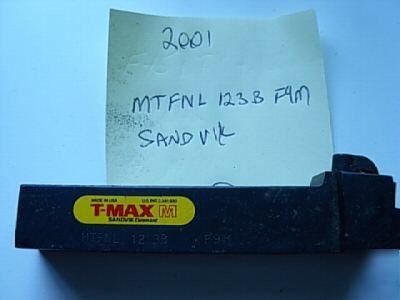 2001
MTFNL 123B F9M
SANDVIK
MADE IN USA
T-MAX M
SANDVIK Coromant
MTFNL 12 3B F9M